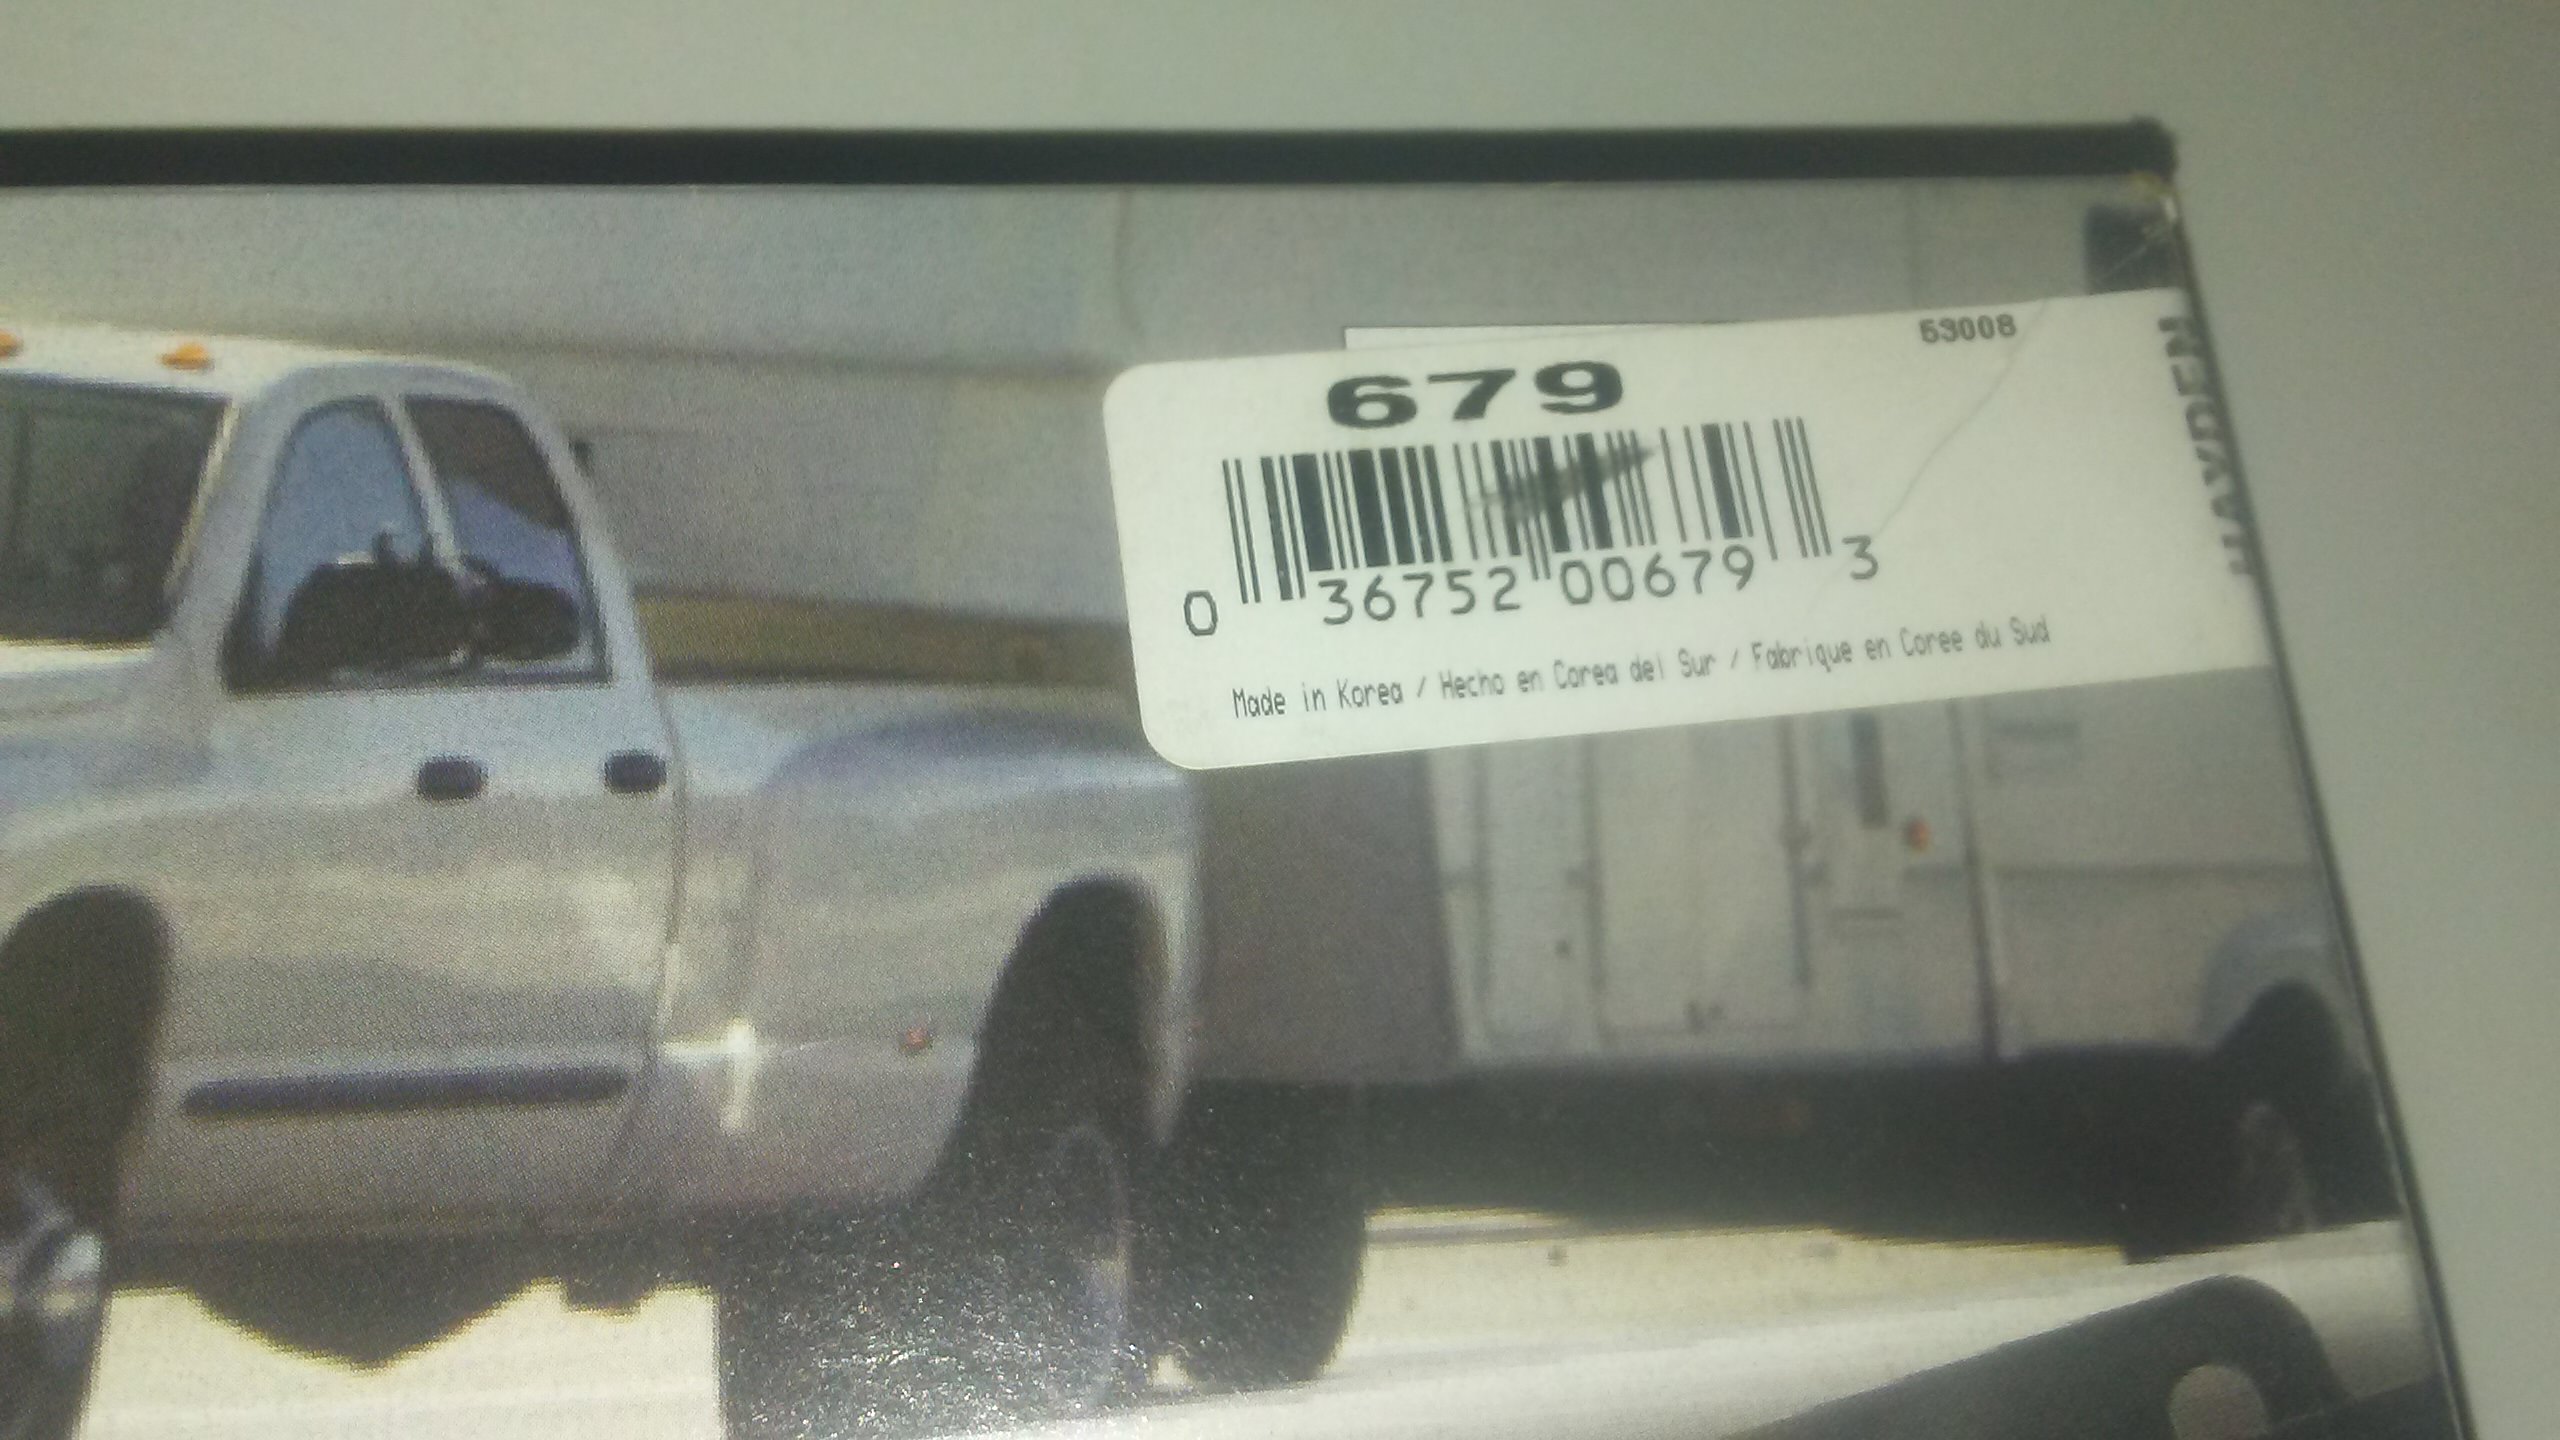 53008
679
0 36752 00679 3
Made in Korea / Hecho en Corea del Sur / Fabrique en Coree du Sud
HAYDEN